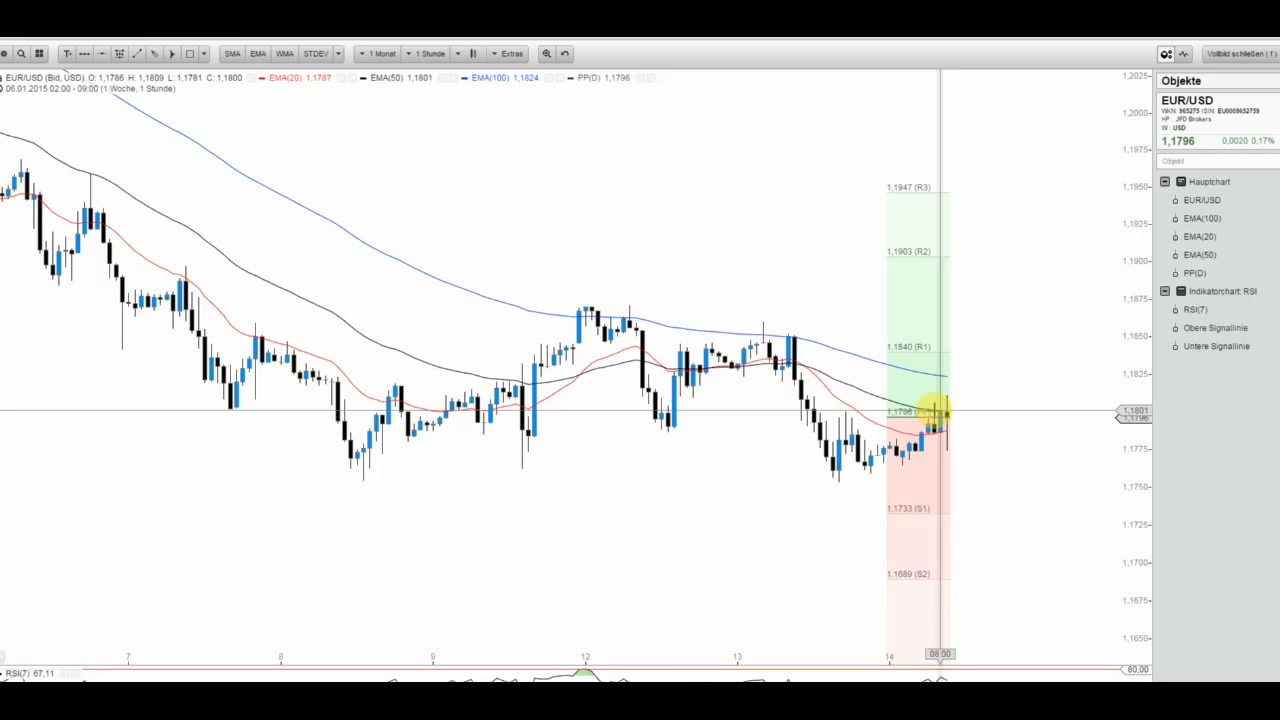 T SMA EMA WMA STDEV 1 Monat 1 Stunde Extras Vollbild schließen ( f )
EUR/USD (Bid, USD), O: 1,1786 H: 1,1809 L: 1,1781 C: 1,1800 EMA(20) 1,1787 EMA(50) 1,1801 EMA(100) 1,1824 PP(D) 1,1796
06.01.2015 02:00 - 09:00 (1 Woche, 1 Stunde)
1,2025
1,2000
1,1975
1,1950
1,1925
1,1900
1,1875
1,1850
1,1825
1,1801
1,1796
1,1775
1,1750
1,1725
1,1700
1,1675
1,1650
80,00
1,1947 (R3)
1,1903 (R2)
1,1840 (R1)
1,1796
1,1733 (S1)
1,1689 (S2)
7 8 9 12 13 14 08:00
RSI(7) 67,11
Objekte
EUR/USD
WKN: 965275 ISIN: EU0009652759
HP : JFD Brokers
W : USD
1,1796 0,0020 0,17%
Objekt
Hauptchart
EUR/USD
EMA(100)
EMA(20)
EMA(50)
PP(D)
Indikatorchart: RSI
RSI(7)
Obere Signallinie
Untere Signallinie